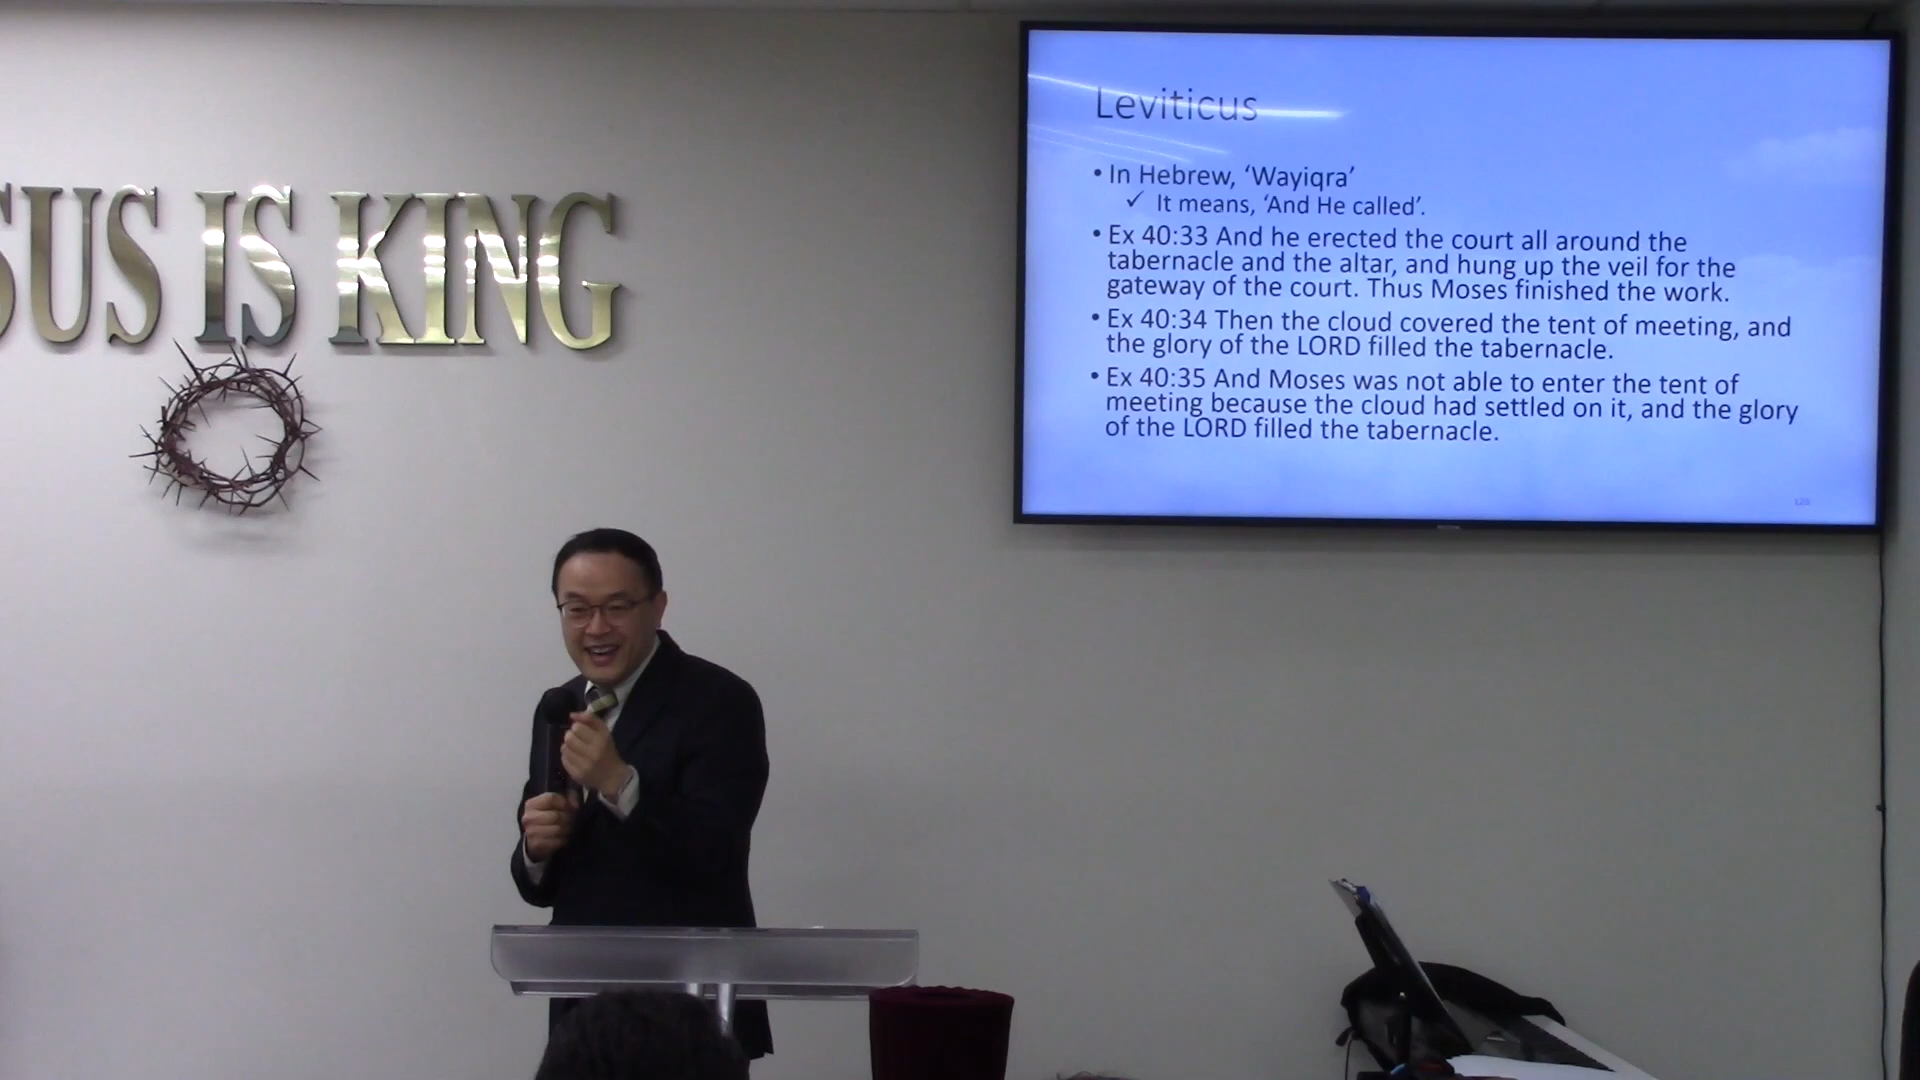 SUS IS KING
Leviticus
• In Hebrew, ‘Wayiqra’
✓ It means, ‘And He called’.
• Ex 40:33 And he erected the court all around the
tabernacle and the altar, and hung up the veil for the
gateway of the court. Thus Moses finished the work.
• Ex 40:34 Then the cloud covered the tent of meeting, and
the glory of the LORD filled the tabernacle.
• Ex 40:35 And Moses was not able to enter the tent of
meeting because the cloud had settled on it, and the glory
of the LORD filled the tabernacle.